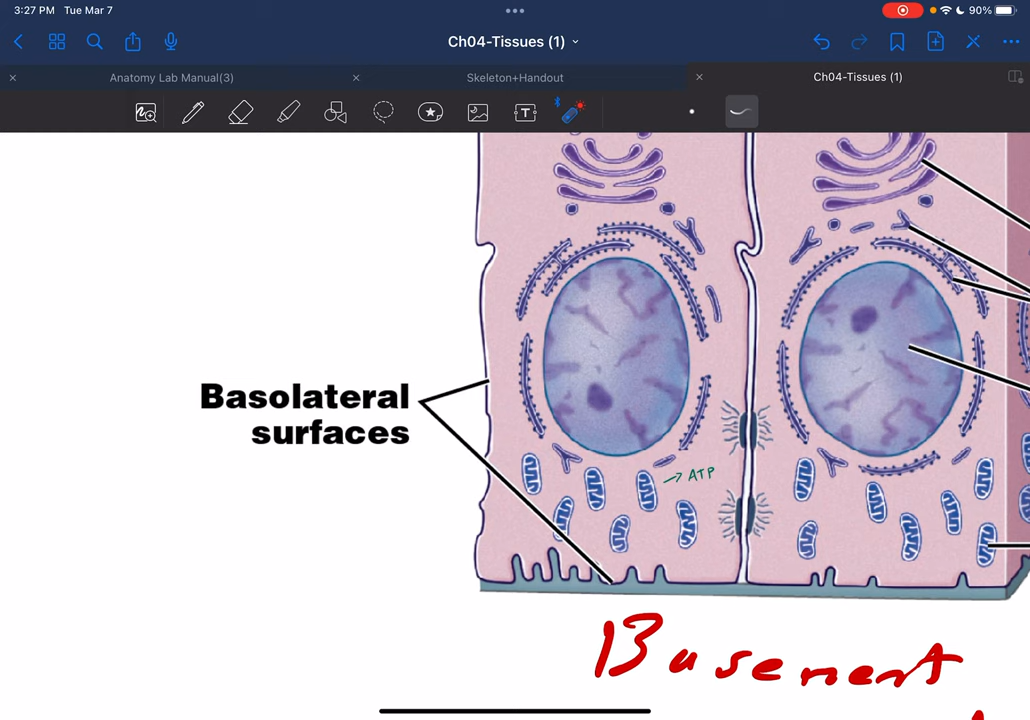 3:27 PM Tue Mar 7
90%
Ch04-Tissues (1)
Anatomy Lab Manual(3)
Skeleton+Handout
Ch04-Tissues (1)
T
Basolateral
surfaces
→ ATP
Basement